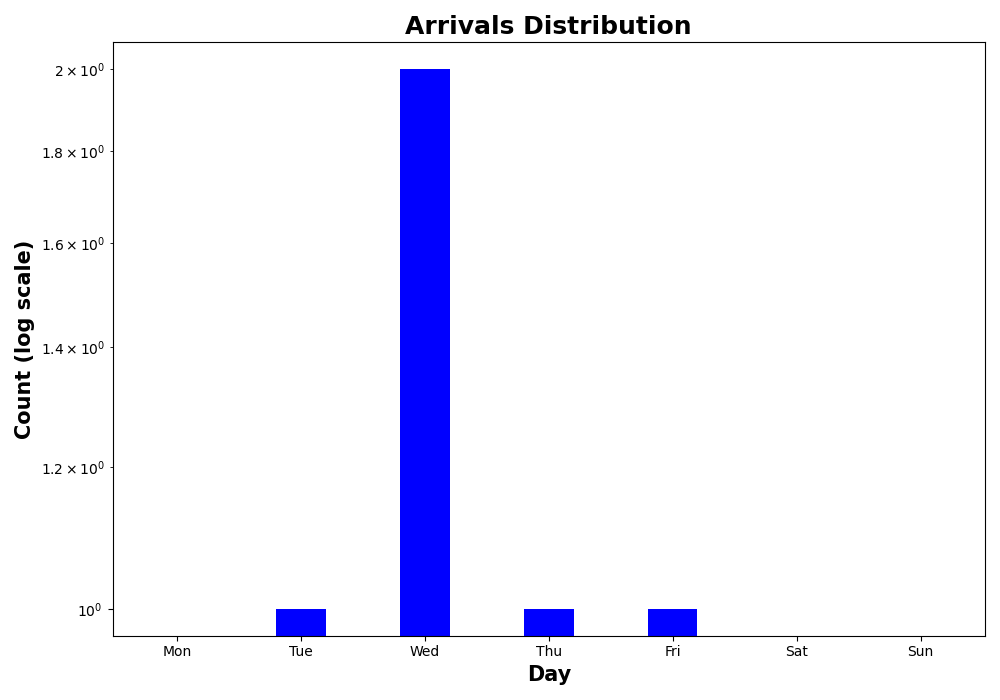 Arrivals Distribution
2 × 10⁰
1.8 × 10⁰
1.6 × 10⁰
1.4 × 10⁰
1.2 × 10⁰
10⁰
Count (log scale)
Mon Tue Wed Thu Fri Sat Sun
Day